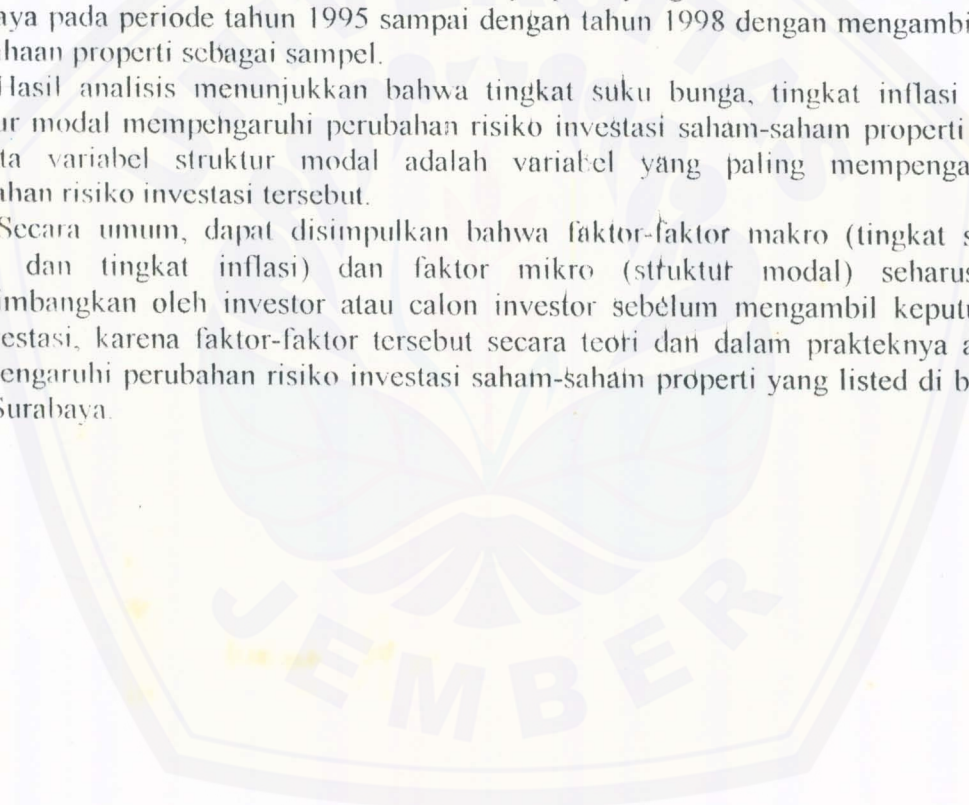 aya pada periode tahun 1995 sampai dengan tahun 1998 dengan mengambi
haan properti sebagai sampel.
Hasil analisis menunjukkan bahwa tingkat suku bunga, tingkat inflasi
ur modal mempengaruhi perubahan risiko investasi saham-saham properti
ta variabel struktur modal adalah variabel yang paling mempenga
ahan risiko investasi tersebut.
Secara umum, dapat disimpulkan bahwa faktor-faktor makro (tingkat s
dan tingkat inflasi) dan faktor mikro (struktur modal) seharus
imbangkan oleh investor atau calon investor sebelum mengambil keput
estasi, karena faktor-faktor tersebut secara teori dan dalam prakteknya a
engaruhi perubahan risiko investasi saham-saham properti yang listed di b
Surabaya.
JEMBER